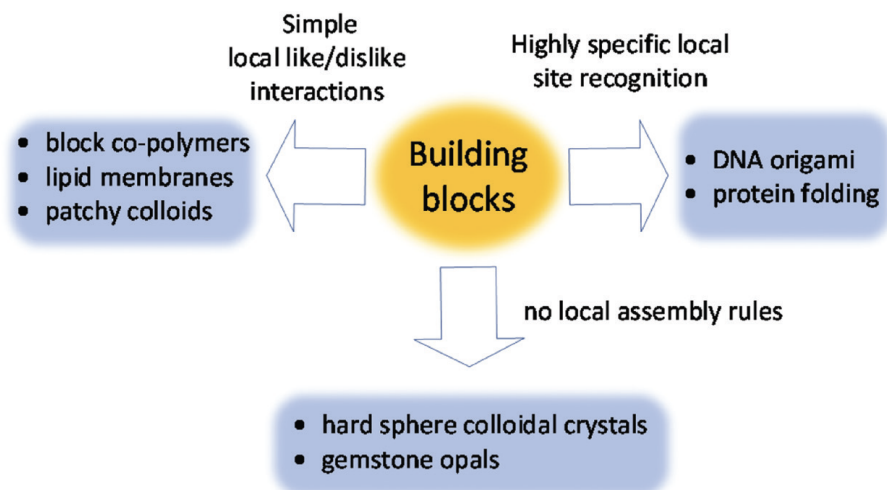 Simple
local like/dislike
interactions
Highly specific local
site recognition
• block co-polymers
• lipid membranes
• patchy colloids
Building
blocks
• DNA origami
• protein folding
no local assembly rules
• hard sphere colloidal crystals
• gemstone opals